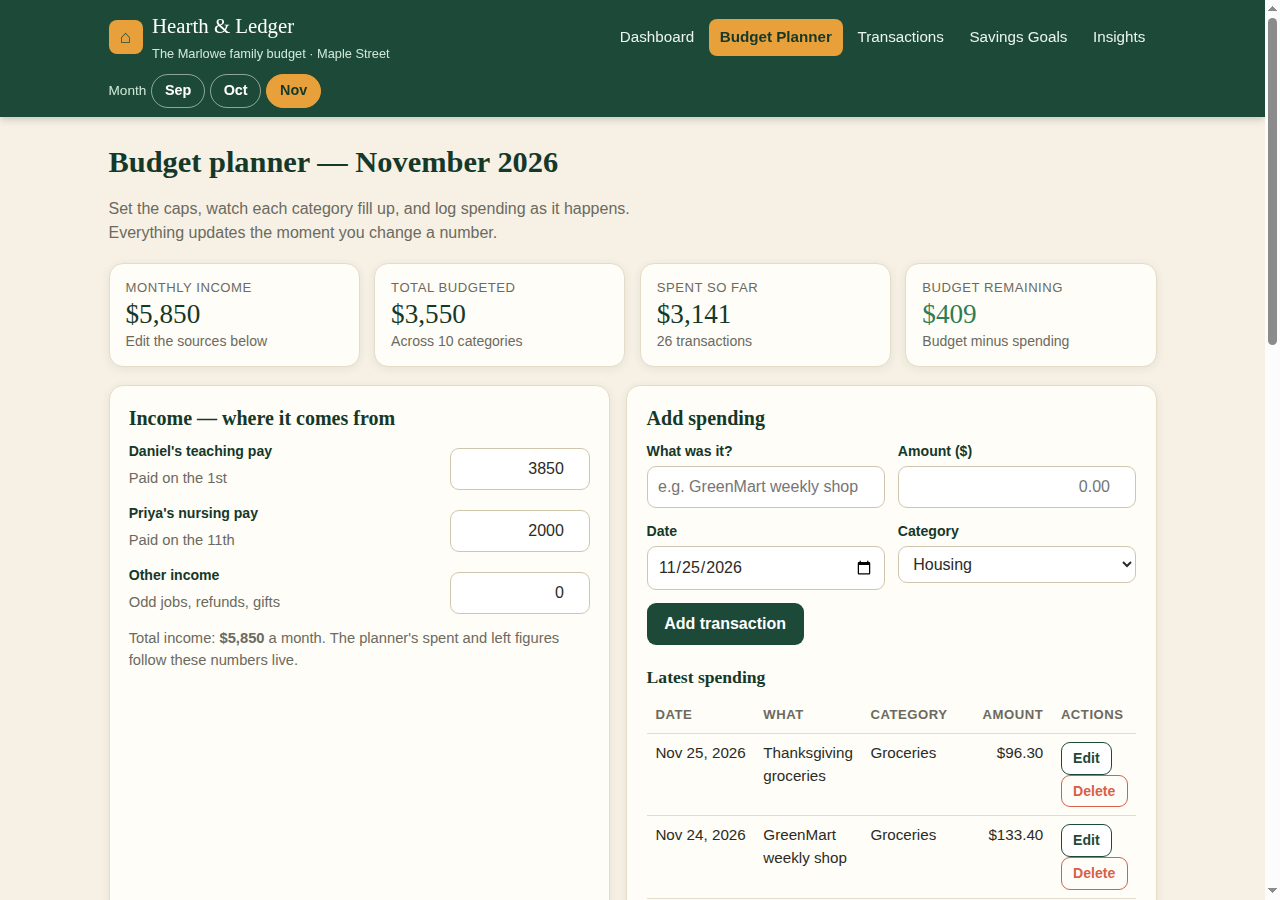 Hearth & Ledger
The Marlowe family budget · Maple Street
Dashboard
Budget Planner
Transactions
Savings Goals
Insights
Month
Sep
Oct
Nov
Budget planner — November 2026
Set the caps, watch each category fill up, and log spending as it happens.
Everything updates the moment you change a number.
MONTHLY INCOME
$5,850
Edit the sources below
TOTAL BUDGETED
$3,550
Across 10 categories
SPENT SO FAR
$3,141
26 transactions
BUDGET REMAINING
$409
Budget minus spending
Income — where it comes from
Daniel's teaching pay
Paid on the 1st
3850
Priya's nursing pay
Paid on the 11th
2000
Other income
Odd jobs, refunds, gifts
0
Total income: $5,850 a month. The planner's spent and left figures
follow these numbers live.
Add spending
What was it?
e.g. GreenMart weekly shop
Amount ($)
0.00
Date
11/25/2026
Category
Housing
Add transaction
Latest spending
DATE WHAT CATEGORY AMOUNT ACTIONS
Nov 25, 2026 Thanksgiving Groceries $96.30 Edit
groceries
Delete
Nov 24, 2026 GreenMart Groceries $133.40 Edit
weekly shop
Delete